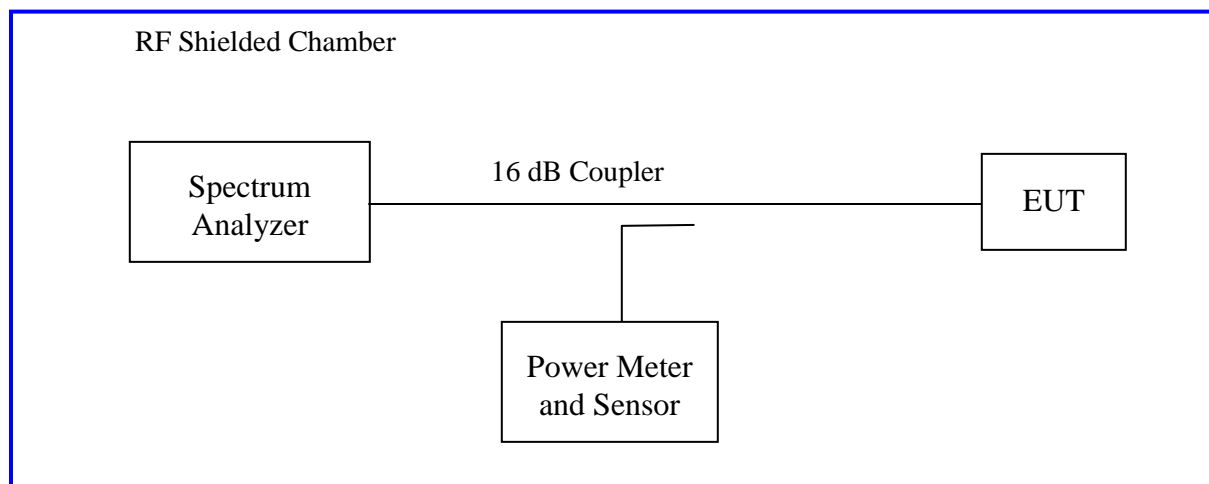 RF Shielded Chamber
16 dB Coupler
Spectrum
Analyzer
EUT
Power Meter
and Sensor